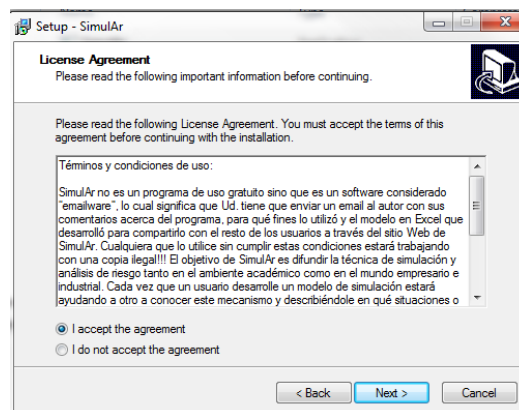 Setup - SimulAr
License Agreement
Please read the following important information before continuing.
Please read the following License Agreement. You must accept the terms of this
agreement before continuing with the installation.
Términos y condiciones de uso:
SimulAr no es un programa de uso gratuito sino que es un software considerado
"emailware", lo cual significa que Ud. tiene que enviar un email al autor con sus
comentarios acerca del programa, para qué fines lo utilizó y el modelo en Excel que
desarrolló para compartirlo con el resto de los usuarios a través del sitio Web de
SimulAr. Cualquiera que lo utilice sin cumplir estas condiciones estará trabajando
con una copia ilegal!!! El objetivo de SimulAr es difundir la técnica de simulación y
análisis de riesgo tanto en el ambiente académico como en el mundo empresario e
industrial. Cada vez que un usuario desarrolle un modelo de simulación estará
ayudando a otro a conocer este mecanismo y describiéndole en qué situaciones o
I accept the agreement
I do not accept the agreement
< Back
Next >
Cancel